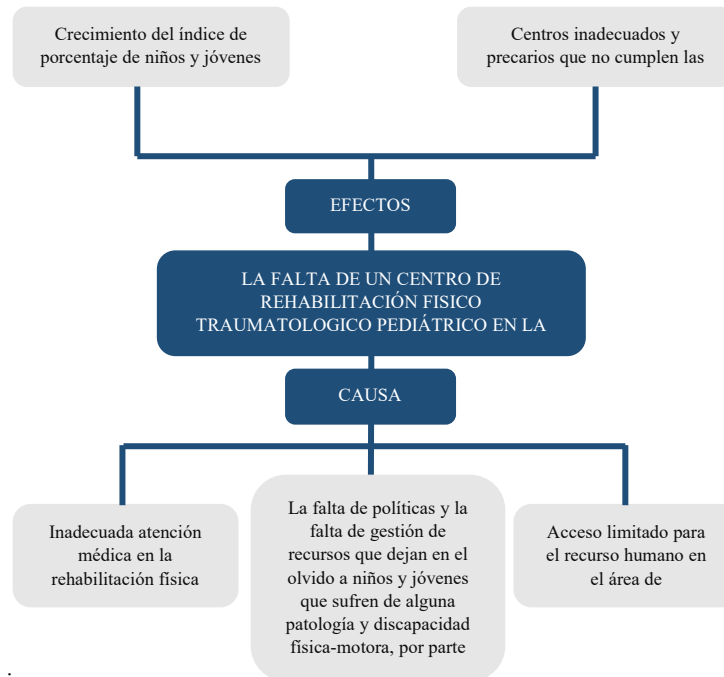 Crecimiento del índice de
porcentaje de niños y jóvenes
Centros inadecuados y
precarios que no cumplen las
EFECTOS
LA FALTA DE UN CENTRO DE
REHABILITACIÓN FISICO
TRAUMATOLOGICO PEDIÁTRICO EN LA
CAUSA
Inadecuada atención
médica en la
rehabilitación física
La falta de políticas y la
falta de gestión de
recursos que dejan en el
olvido a niños y jóvenes
que sufren de alguna
patología y discapacidad
física-motora, por parte
Acceso limitado para
el recurso humano en
el área de
.